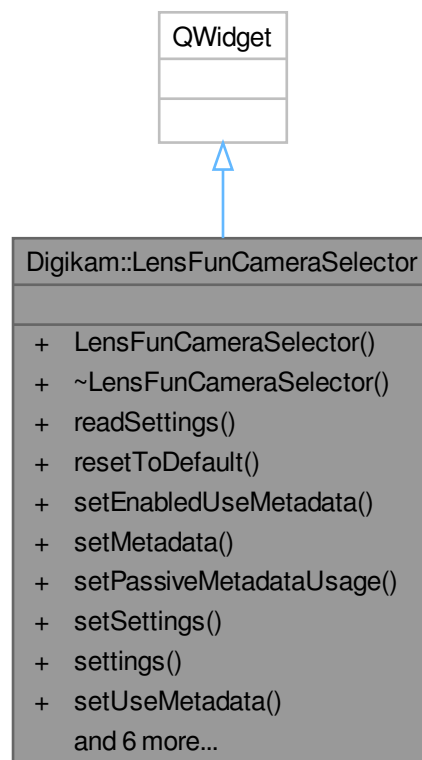 QWidget
Digikam::LensFunCameraSelector
+ LensFunCameraSelector()
+ ~LensFunCameraSelector()
+ readSettings()
+ resetToDefault()
+ setEnabledUseMetadata()
+ setMetadata()
+ setPassiveMetadataUsage()
+ setSettings()
+ settings()
+ setUseMetadata()
and 6 more...